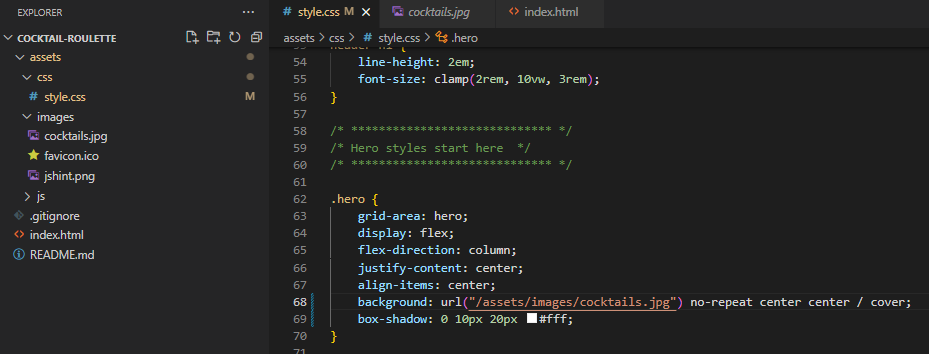 EXPLORER
COCKTAIL-ROULETTE
assets
css
# style.css M
images
cocktails.jpg
favicon.ico
jshint.png
js
.gitignore
index.html
README.md
# style.css M
cocktails.jpg
<> index.html
assets > css > # style.css > .hero
54 line-height: 2em;
55 font-size: clamp(2rem, 10vw, 3rem);
56 }
57
58 /* ***************************** */
59 /* Hero styles start here  */
60 /* ***************************** */
61
62 .hero {
63 grid-area: hero;
64 display: flex;
65 flex-direction: column;
66 justify-content: center;
67 align-items: center;
68 background: url("/assets/images/cocktails.jpg") no-repeat center center / cover;
69 box-shadow: 0 10px 20px #fff;
70 }
71